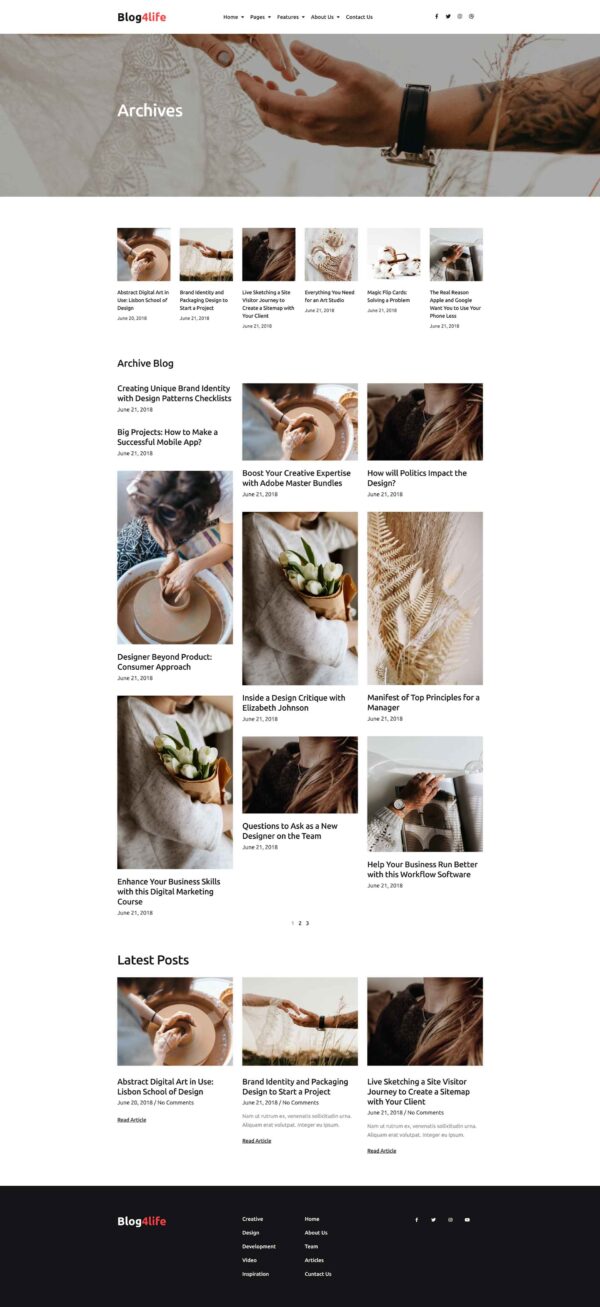 Blog4life
Home Pages Features About Us Contact Us
Archives
Abstract Digital Art in
Use: Lisbon School of
Design
June 20, 2018
Brand Identity and
Packaging Design to
Start a Project
June 21, 2018
Live Sketching a Site
Visitor Journey to
Create a Sitemap with
Your Client
June 21, 2018
Everything You Need
for an Art Studio
June 21, 2018
Magic Flip Cards:
Solving a Problem
June 21, 2018
The Real Reason
Apple and Google
Want You to Use Your
Phone Less
June 21, 2018
Archive Blog
Creating Unique Brand Identity
with Design Patterns Checklists
June 21, 2018
Big Projects: How to Make a
Successful Mobile App?
June 21, 2018
Designer Beyond Product:
Consumer Approach
June 21, 2018
Enhance Your Business Skills
with this Digital Marketing
Course
June 21, 2018
Boost Your Creative Expertise
with Adobe Master Bundles
June 21, 2018
Inside a Design Critique with
Elizabeth Johnson
June 21, 2018
Questions to Ask as a New
Designer on the Team
June 21, 2018
How will Politics Impact the
Design?
June 21, 2018
Manifest of Top Principles for a
Manager
June 21, 2018
Help Your Business Run Better
with this Workflow Software
June 21, 2018
1 2 3
Latest Posts
Abstract Digital Art in Use:
Lisbon School of Design
June 20, 2018 / No Comments
Read Article
Brand Identity and Packaging
Design to Start a Project
June 21, 2018 / No Comments
Nam ut rutrum ex, venenatis sollicitudin urna.
Aliquam erat volutpat. Integer eu ipsum.
Read Article
Live Sketching a Site Visitor
Journey to Create a Sitemap
with Your Client
June 21, 2018 / No Comments
Nam ut rutrum ex, venenatis sollicitudin urna.
Aliquam erat volutpat. Integer eu ipsum.
Read Article
Blog4life
Creative
Design
Development
Video
Inspiration
Home
About Us
Team
Articles
Contact Us